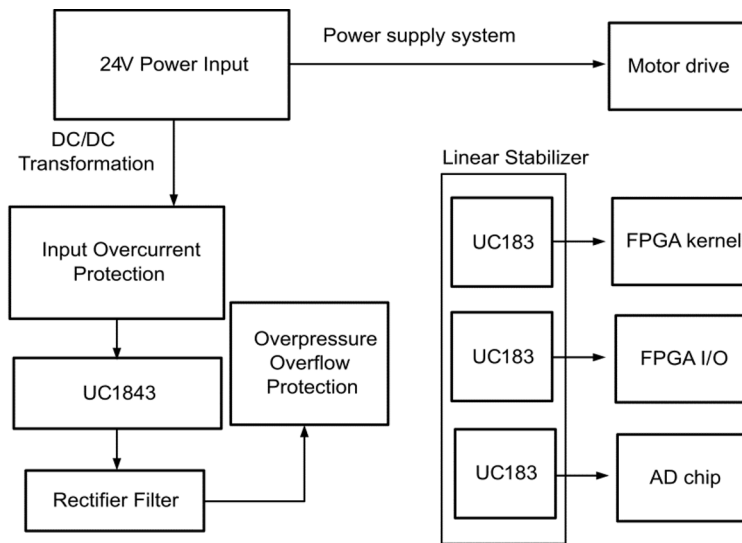 Power supply system
24V Power Input
Motor drive
DC/DC
Transformation
Input Overcurrent
Protection
UC1843
Rectifier Filter
Overpressure
Overflow
Protection
Linear Stabilizer
UC183
FPGA kernel
UC183
FPGA I/O
UC183
AD chip